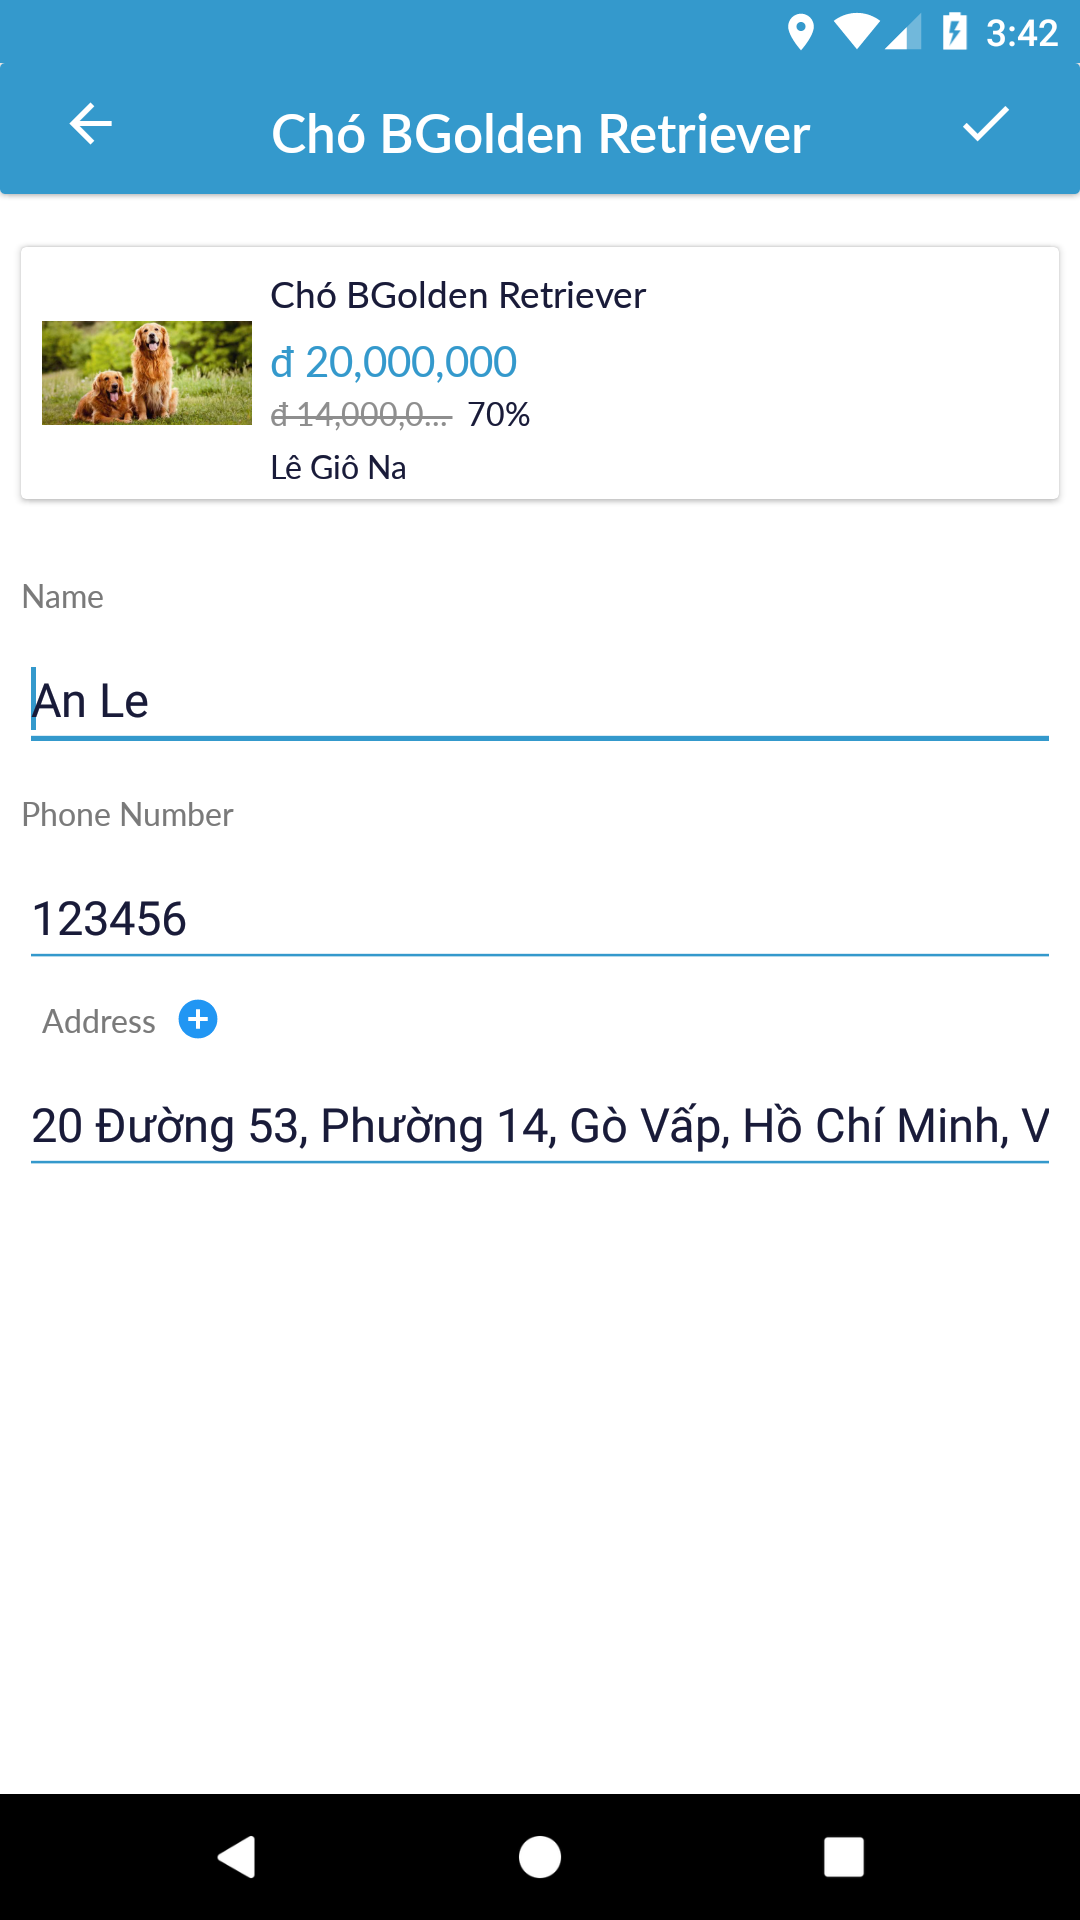 3:42
Chó BGolden Retriever
Chó BGolden Retriever
đ 20,000,000
đ 14,000,0... 70%
Lê Giô Na
Name
An Le
Phone Number
123456
Address
20 Đường 53, Phường 14, Gò Vấp, Hồ Chí Minh, V